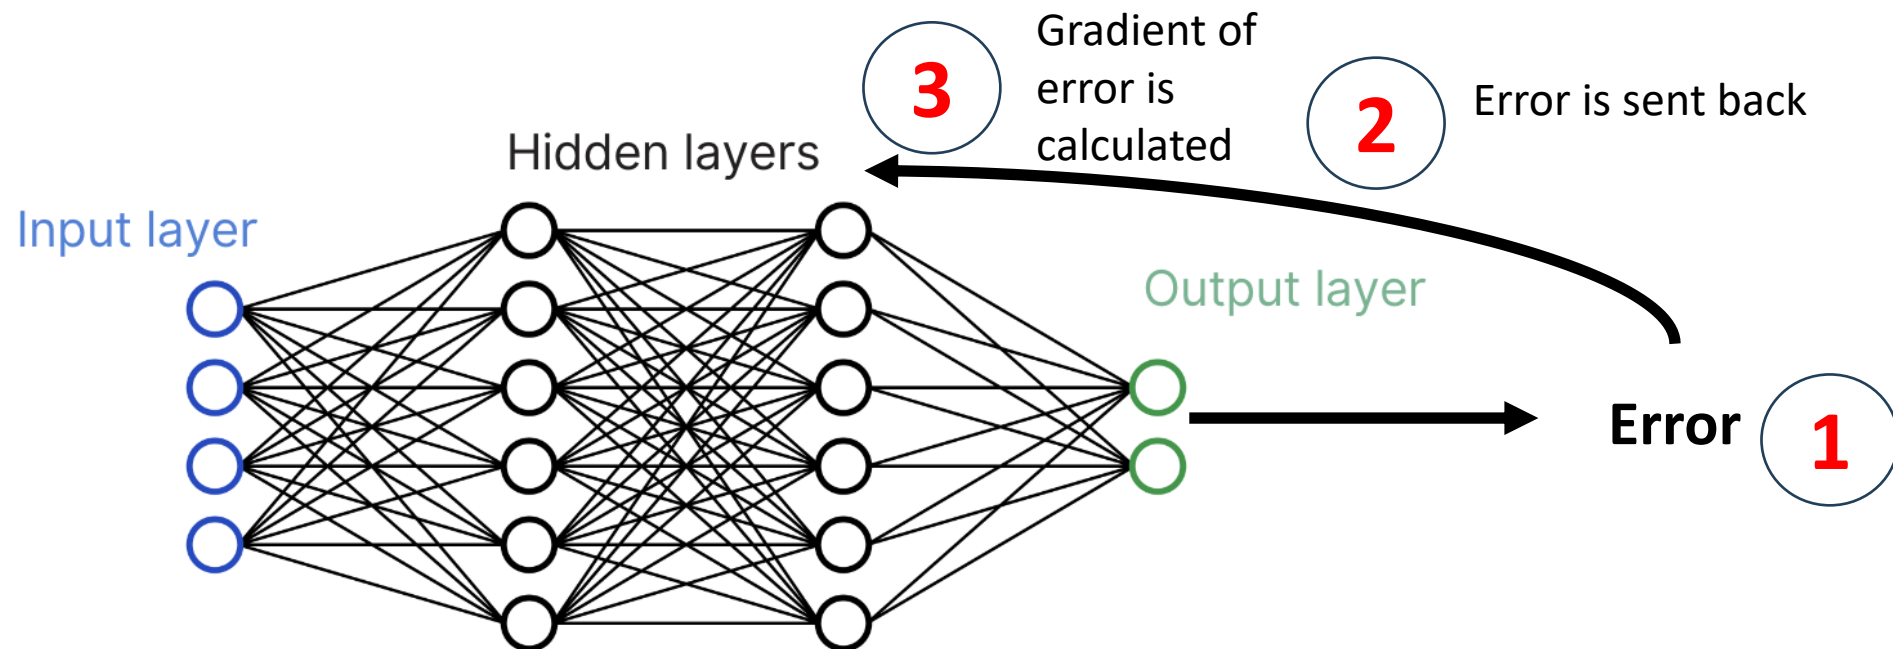 3
Gradient of
error is
calculated
2
Error is sent back
Hidden layers
Input layer
Output layer
Error
1